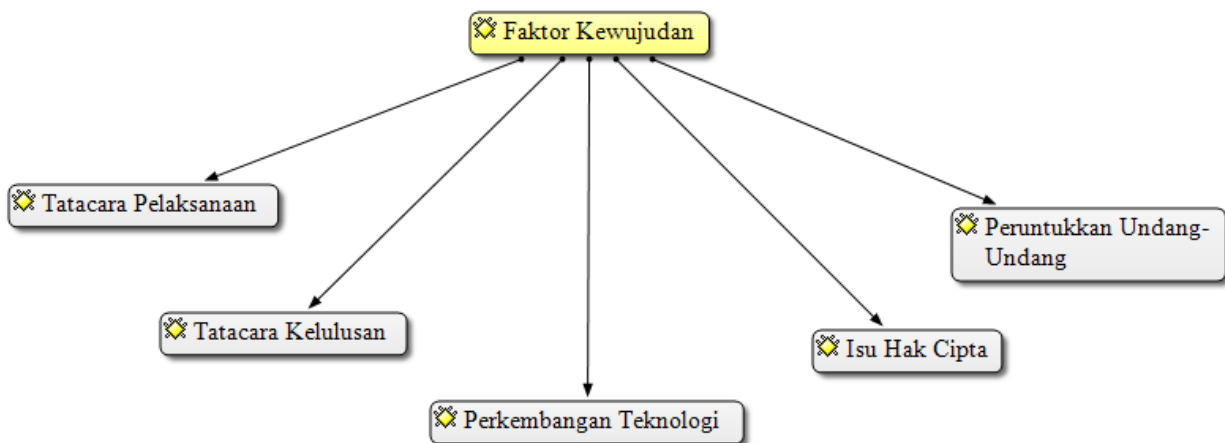 Faktor Kewujudan
Tatacara Pelaksanaan
Peruntukkan Undang-
Undang
Tatacara Kelulusan
Isu Hak Cipta
Perkembangan Teknologi